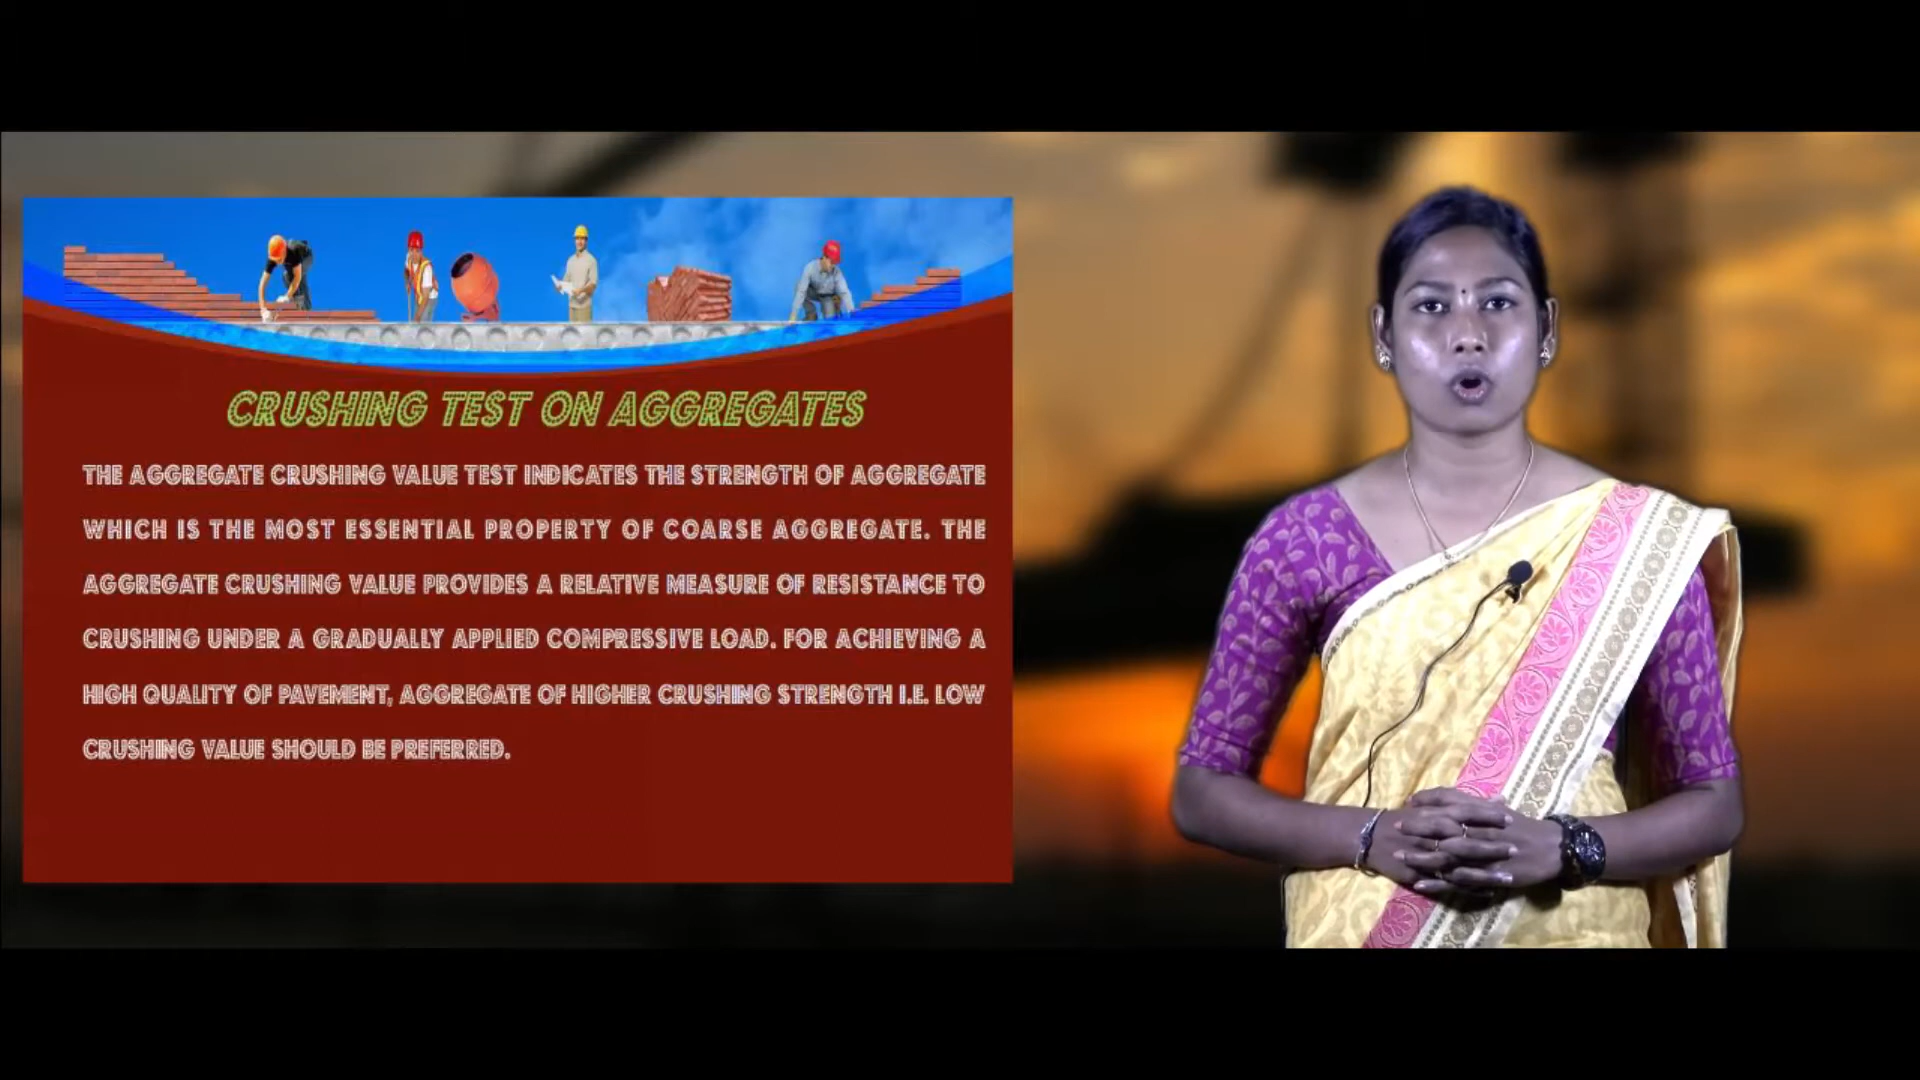 CRUSHING TEST ON AGGREGATES
THE AGGREGATE CRUSHING VALUE TEST INDICATES THE STRENGTH OF AGGREGATE
WHICH IS THE MOST ESSENTIAL PROPERTY OF COARSE AGGREGATE. THE
AGGREGATE CRUSHING VALUE PROVIDES A RELATIVE MEASURE OF RESISTANCE TO
CRUSHING UNDER A GRADUALLY APPLIED COMPRESSIVE LOAD. FOR ACHIEVING A
HIGH QUALITY OF PAVEMENT, AGGREGATE OF HIGHER CRUSHING STRENGTH I.E. LOW
CRUSHING VALUE SHOULD BE PREFERRED.